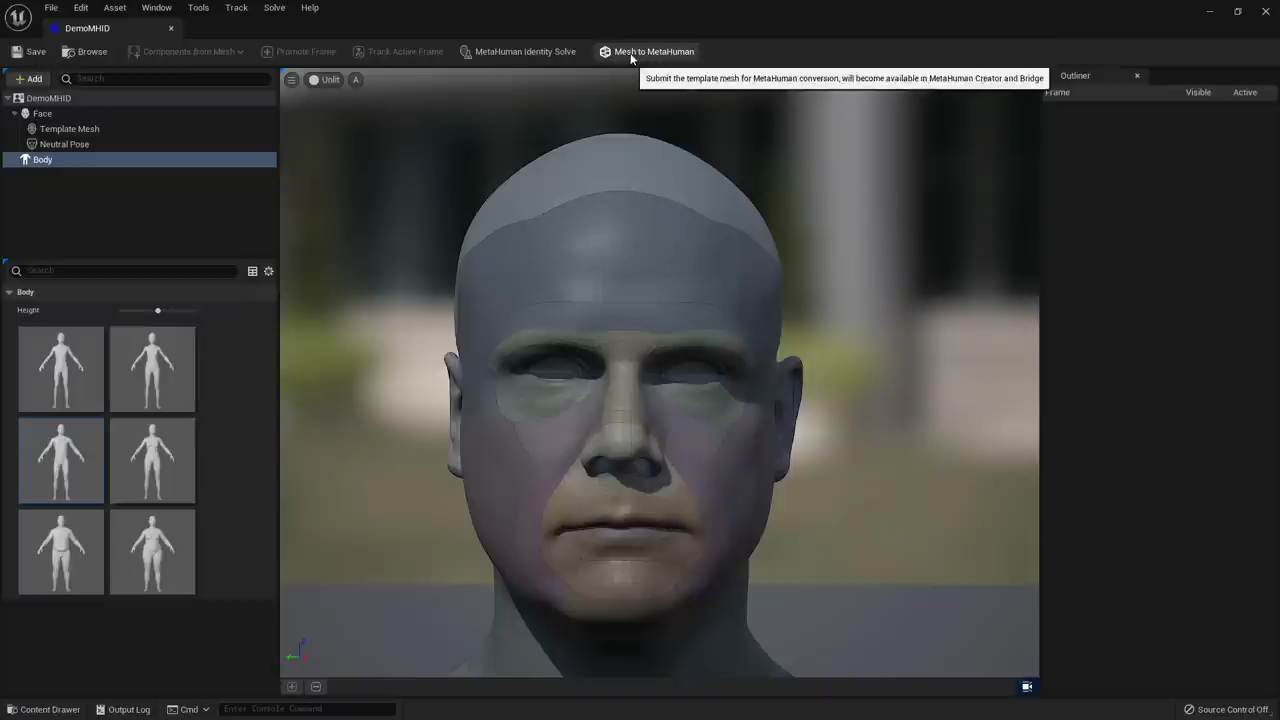 File Edit Asset Window Tools Track Solve Help
DemoMHID
Save Browse Components from Mesh Promote Frame Track Active Frame MetaHuman Identity Solve Mesh to MetaHuman
Add Search Unlit A Submit the template mesh for MetaHuman conversion, will become available in MetaHuman Creator and Bridge Outliner
DemoMHID
Frame Visible Active
Face
Template Mesh
Neutral Pose
Body
Search
Body
Height
Content Drawer Output Log Cmd Enter Console Command Source Control Off